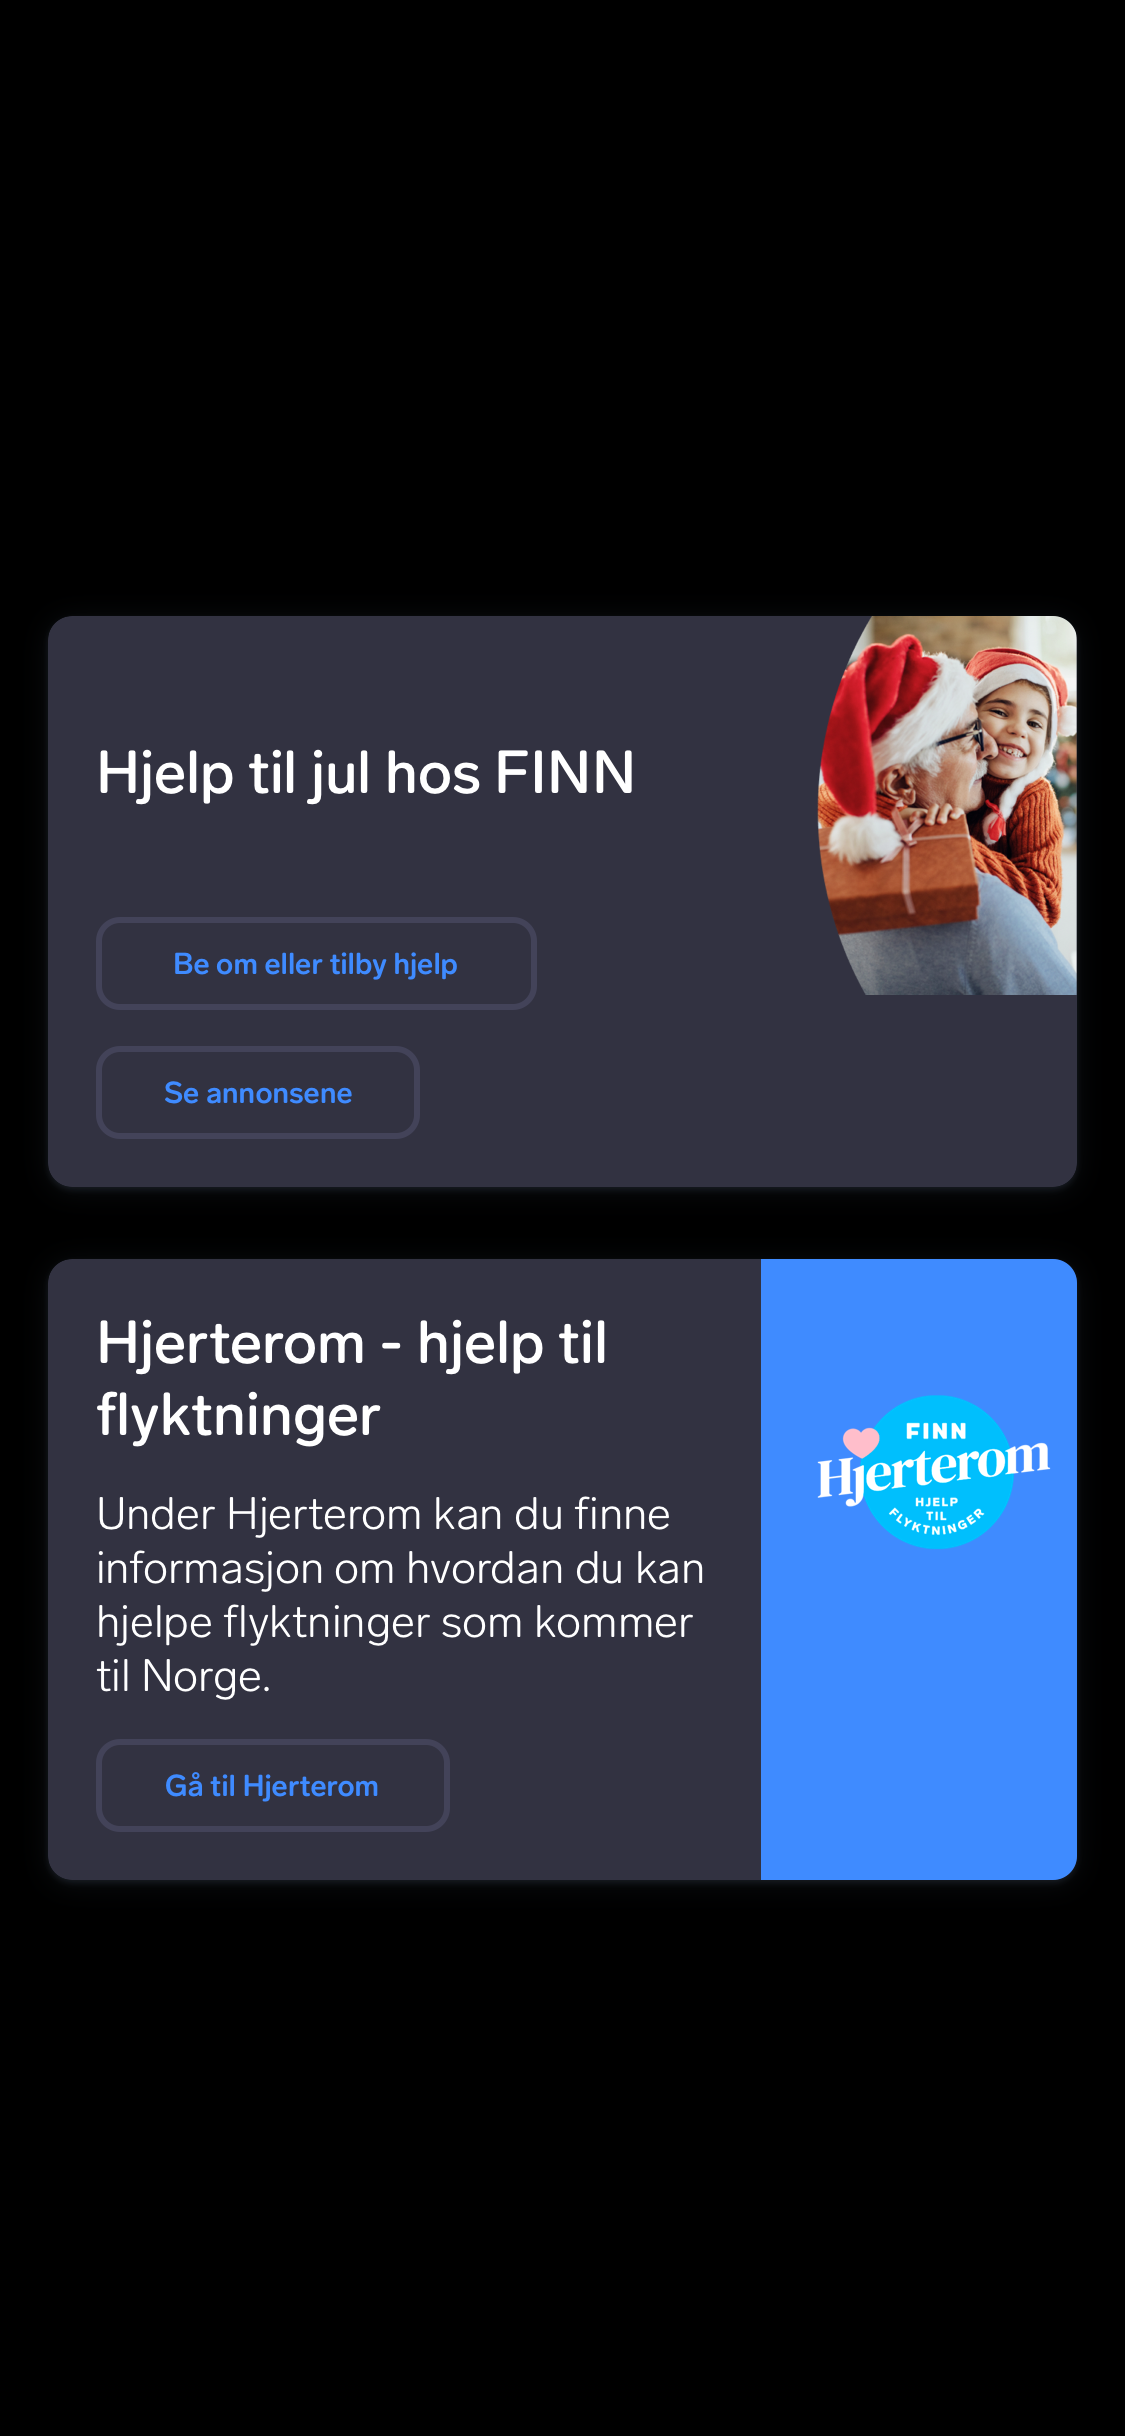 Hjelp til jul hos FINN
Be om eller tilby hjelp
Se annonsene
Hjerterom - hjelp til
flyktninger
Under Hjerterom kan du finne
informasjon om hvordan du kan
hjelpe flyktninger som kommer
til Norge.
Gå til Hjerterom
FINN
Hjerterom
HJELP
TIL
FLYKTNINGER